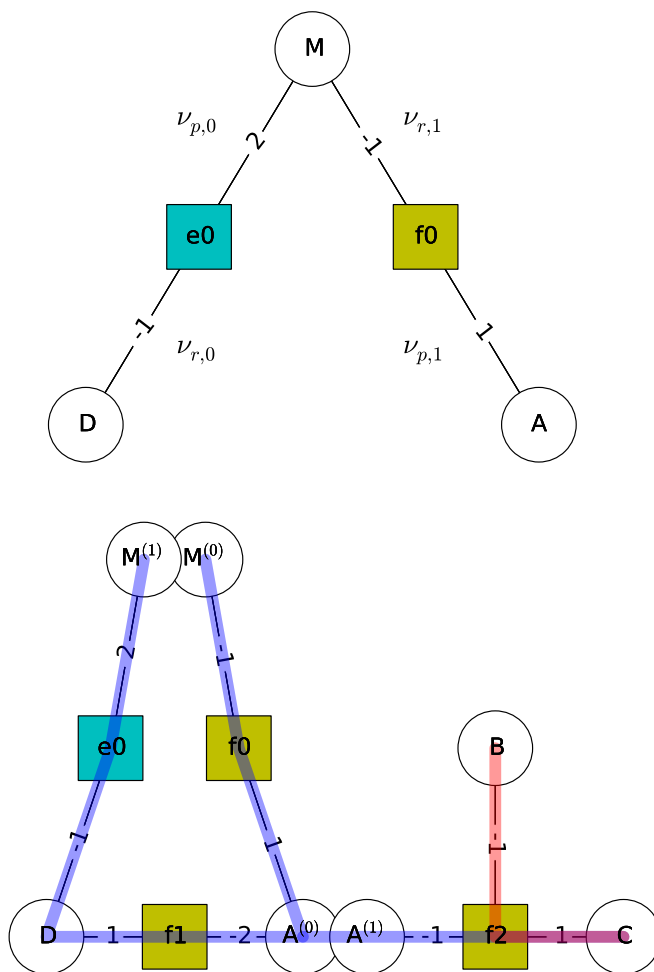 M
ν_{p,0} 2 -1 ν_{r,1}
e0 f0
-1 ν_{r,0} ν_{p,1} 1
D A
M^{(1)} M^{(0)}
2 -1
e0 f0 B
-1 1 -1
D 1 f1 -2 A^{(0)} A^{(1)} -1 f2 1 C